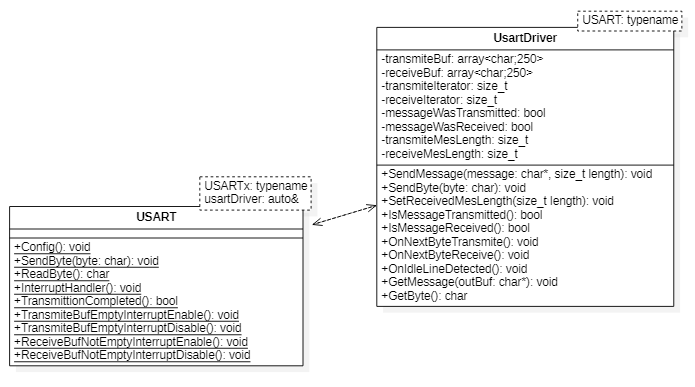 USART: typename
UsartDriver
-transmiteBuf: array<char;250>
-receiveBuf: array<char;250>
-transmiteIterator: size_t
-receiveIterator: size_t
-messageWasTransmitted: bool
-messageWasReceived: bool
-transmiteMesLength: size_t
-receiveMesLength: size_t
+SendMessage(message: char*, size_t length): void
+SendByte(byte: char): void
+SetReceivedMesLength(size_t length): void
+IsMessageTransmitted(): bool
+IsMessageReceived(): bool
+OnNextByteTransmite(): void
+OnNextByteReceive(): void
+OnIdleLineDetected(): void
+GetMessage(outBuf: char*): void
+GetByte(): char
USARTx: typename
usartDriver: auto&
USART
+Config(): void
+SendByte(byte: char): void
+ReadByte(): char
+InterruptHandler(): void
+TransmittionCompleted(): bool
+TransmiteBufEmptyInterruptEnable(): void
+TransmiteBufEmptyInterruptDisable(): void
+ReceiveBufNotEmptyInterruptEnable(): void
+ReceiveBufNotEmptyInterruptDisable(): void